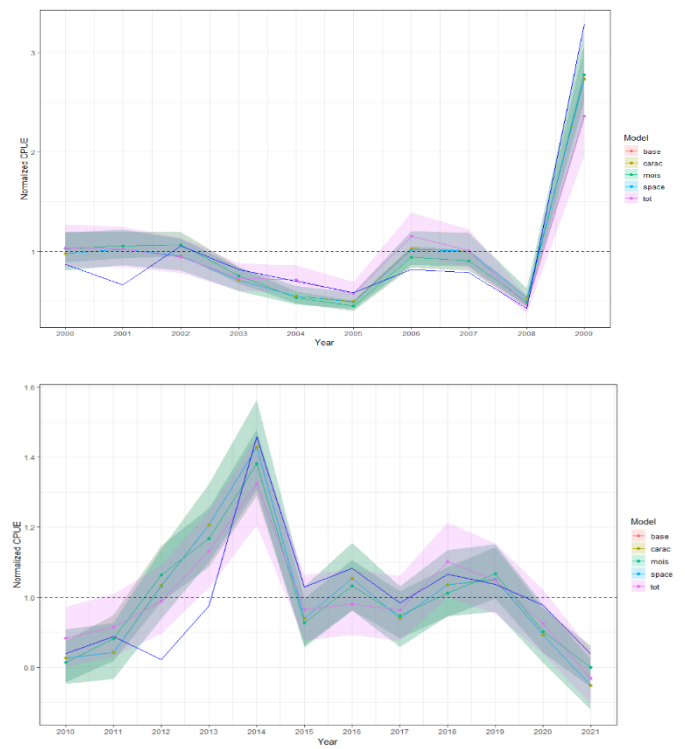 3
2
1
Normalized CPUE
2000 2001 2002 2003 2004 2005 2006 2007 2008 2009
Year
Model
base
carac
mois
space
tot
1.6
1.4
1.2
1.0
0.8
Normalized CPUE
2010 2011 2012 2013 2014 2015 2016 2017 2018 2019 2020 2021
Year
Model
base
carac
mois
space
tot